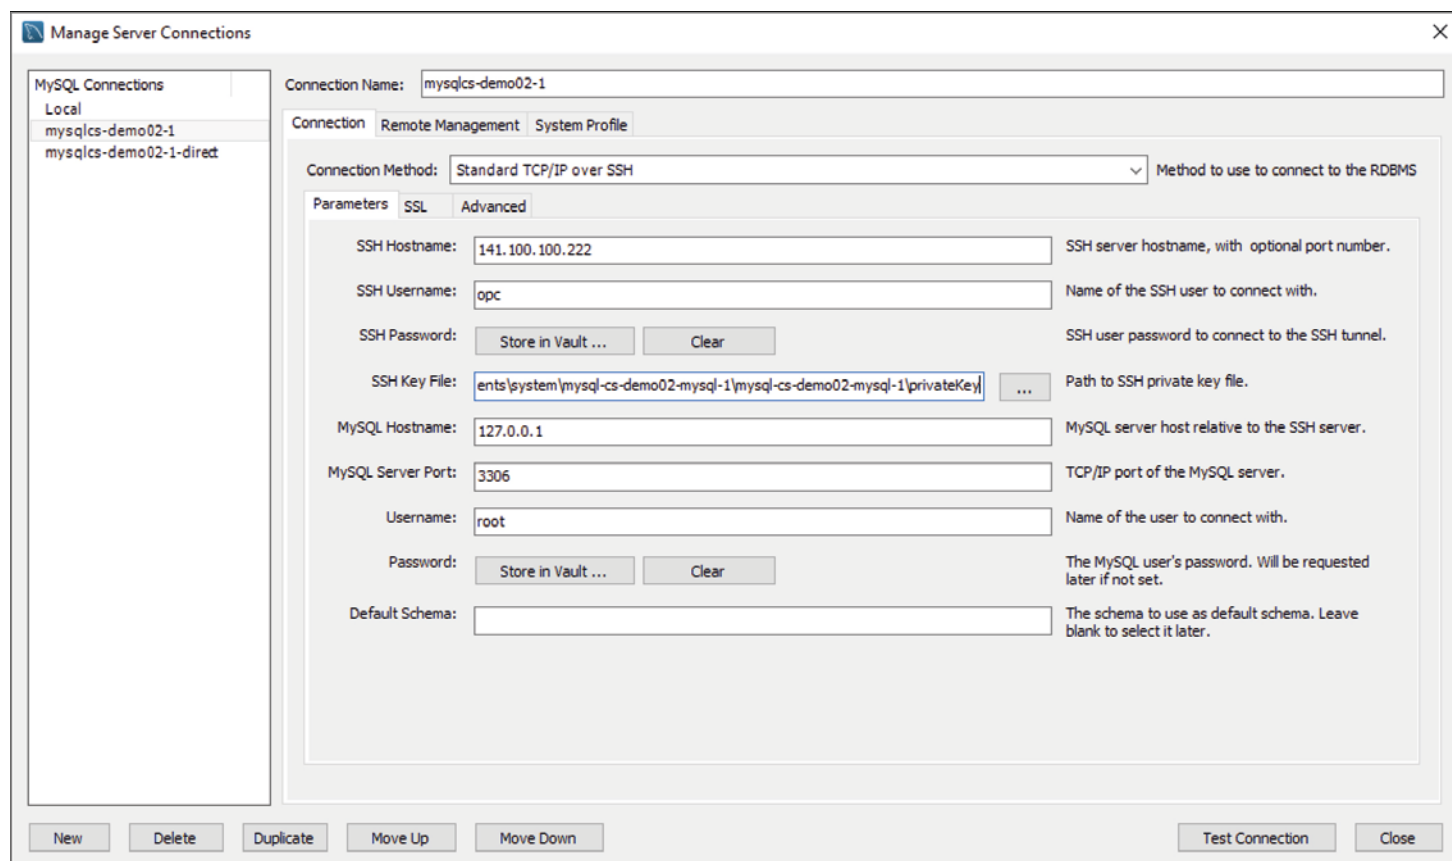 Manage Server Connections
MySQL Connections
Local
mysqlcs-demo02-1
mysqlcs-demo02-1-direct
Connection Name: mysqlcs-demo02-1
Connection Remote Management System Profile
Connection Method: Standard TCP/IP over SSH Method to use to connect to the RDBMS
Parameters SSL Advanced
SSH Hostname: 141.100.100.222 SSH server hostname, with optional port number.
SSH Username: opc Name of the SSH user to connect with.
SSH Password: Store in Vault ... Clear SSH user password to connect to the SSH tunnel.
SSH Key File: ents\system\mysql-cs-demo02-mysql-1\mysql-cs-demo02-mysql-1\privateKey ... Path to SSH private key file.
MySQL Hostname: 127.0.0.1 MySQL server host relative to the SSH server.
MySQL Server Port: 3306 TCP/IP port of the MySQL server.
Username: root Name of the user to connect with.
Password: Store in Vault ... Clear The MySQL user's password. Will be requested
later if not set.
Default Schema: The schema to use as default schema. Leave
blank to select it later.
New Delete Duplicate Move Up Move Down Test Connection Close